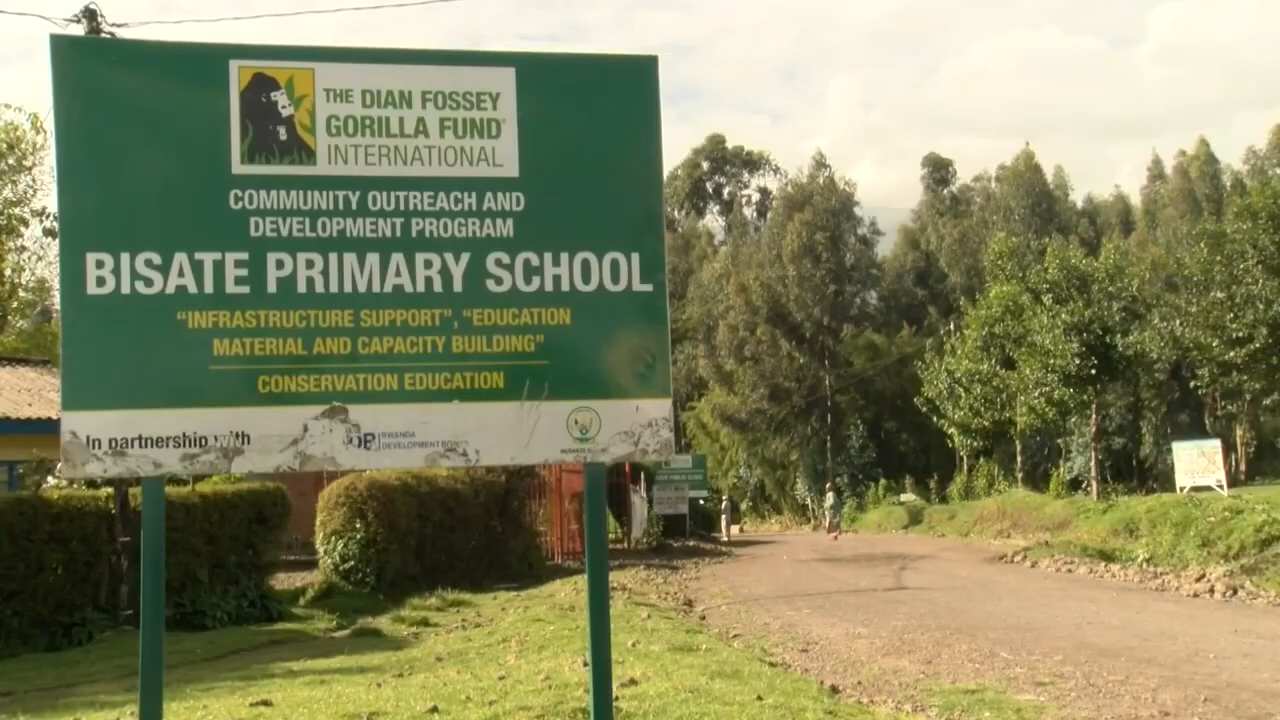 THE DIAN FOSSEY
GORILLA FUND
INTERNATIONAL
COMMUNITY OUTREACH AND
DEVELOPMENT PROGRAM
BISATE PRIMARY SCHOOL
“INFRASTRUCTURE SUPPORT”, “EDUCATION
MATERIAL AND CAPACITY BUILDING”
CONSERVATION EDUCATION
In partnership with
RWANDA
DEVELOPMENT